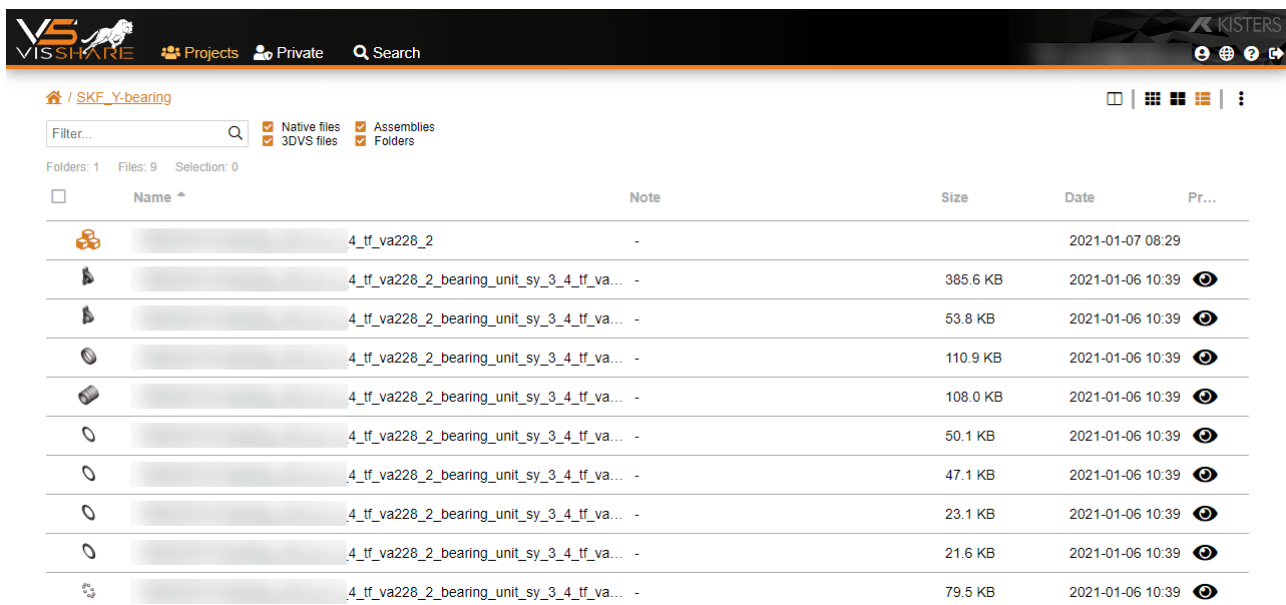 VS KISTERS
VISSHARE Projects Private Search
/ SKF_Y-bearing
Filter... Native files Assemblies
3DVS files Folders
Folders: 1 Files: 9 Selection: 0
Name Note Size Date Pr...
4_tf_va228_2 - 2021-01-07 08:29
4_tf_va228_2_bearing_unit_sy_3_4_tf_va... - 385.6 KB 2021-01-06 10:39
4_tf_va228_2_bearing_unit_sy_3_4_tf_va... - 53.8 KB 2021-01-06 10:39
4_tf_va228_2_bearing_unit_sy_3_4_tf_va... - 110.9 KB 2021-01-06 10:39
4_tf_va228_2_bearing_unit_sy_3_4_tf_va... - 108.0 KB 2021-01-06 10:39
4_tf_va228_2_bearing_unit_sy_3_4_tf_va... - 50.1 KB 2021-01-06 10:39
4_tf_va228_2_bearing_unit_sy_3_4_tf_va... - 47.1 KB 2021-01-06 10:39
4_tf_va228_2_bearing_unit_sy_3_4_tf_va... - 23.1 KB 2021-01-06 10:39
4_tf_va228_2_bearing_unit_sy_3_4_tf_va... - 21.6 KB 2021-01-06 10:39
4_tf_va228_2_bearing_unit_sy_3_4_tf_va... - 79.5 KB 2021-01-06 10:39